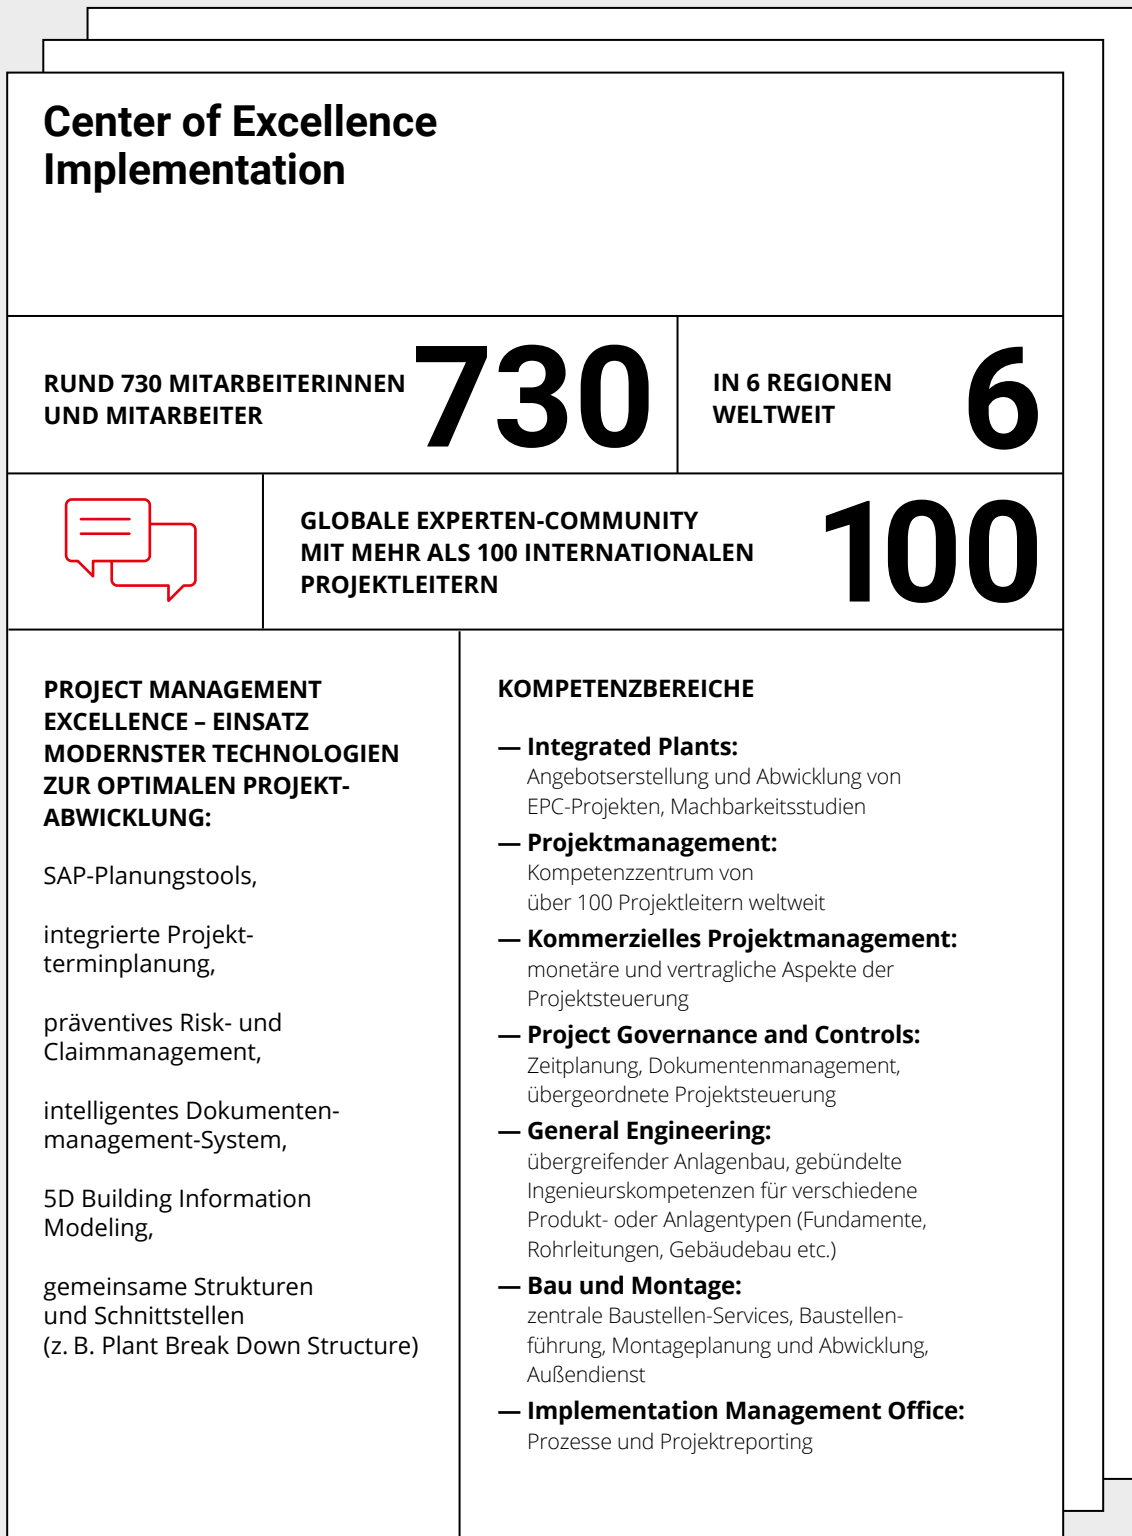 Center of Excellence
Implementation
RUND 730 MITARBEITERINNEN
UND MITARBEITER
730
IN 6 REGIONEN
WELTWEIT
6
GLOBALE EXPERTEN-COMMUNITY
MIT MEHR ALS 100 INTERNATIONALEN
PROJEKTLEITERN
100
PROJECT MANAGEMENT
EXCELLENCE – EINSATZ
MODERNSTER TECHNOLOGIEN
ZUR OPTIMALEN PROJEKT-
ABWICKLUNG:
SAP-Planungstools,
integrierte Projekt-
terminplanung,
präventives Risk- und
Claimmanagement,
intelligentes Dokumenten-
management-System,
5D Building Information
Modeling,
gemeinsame Strukturen
und Schnittstellen
(z. B. Plant Break Down Structure)
KOMPETENZBEREICHE
— Integrated Plants:
Angebotserstellung und Abwicklung von
EPC-Projekten, Machbarkeitsstudien
— Projektmanagement:
Kompetenzzentrum von
über 100 Projektleitern weltweit
— Kommerzielles Projektmanagement:
monetäre und vertragliche Aspekte der
Projektsteuerung
— Project Governance and Controls:
Zeitplanung, Dokumentenmanagement,
übergeordnete Projektsteuerung
— General Engineering:
übergreifender Anlagenbau, gebündelte
Ingenieurskompetenzen für verschiedene
Produkt- oder Anlagentypen (Fundamente,
Rohrleitungen, Gebäudebau etc.)
— Bau und Montage:
zentrale Baustellen-Services, Baustellen-
führung, Montageplanung und Abwicklung,
Außendienst
— Implementation Management Office:
Prozesse und Projektreporting